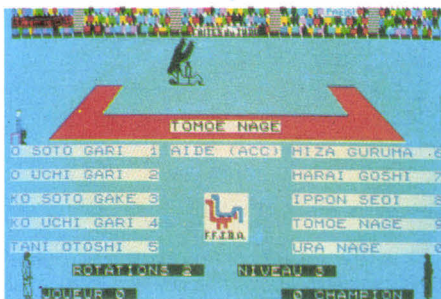 TOMOE NAGE
O SOTO GARI 1 AIDE (ACC) HIZA GURUMA 6
O UCHI GARI 2 HARAI GOSHI 7
KO SOTO GAKE 3 IPPON SEOI 8
KO UCHI GARI 4 TOMOE NAGE 9
TANI OTOSHI 5 URA NAGE 0
F.F.J.D.A.
ROTATIONS 2 NIVEAU 3
JOUEUR 0 0 CHAMPION